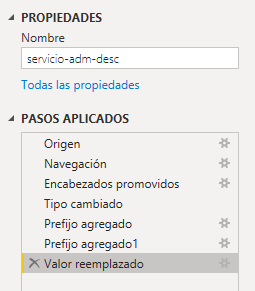 PROPIEDADES
Nombre
servicio-adm-desc
Todas las propiedades
PASOS APLICADOS
Origen
Navegación
Encabezados promovidos
Tipo cambiado
Prefijo agregado
Prefijo agregado1
Valor reemplazado